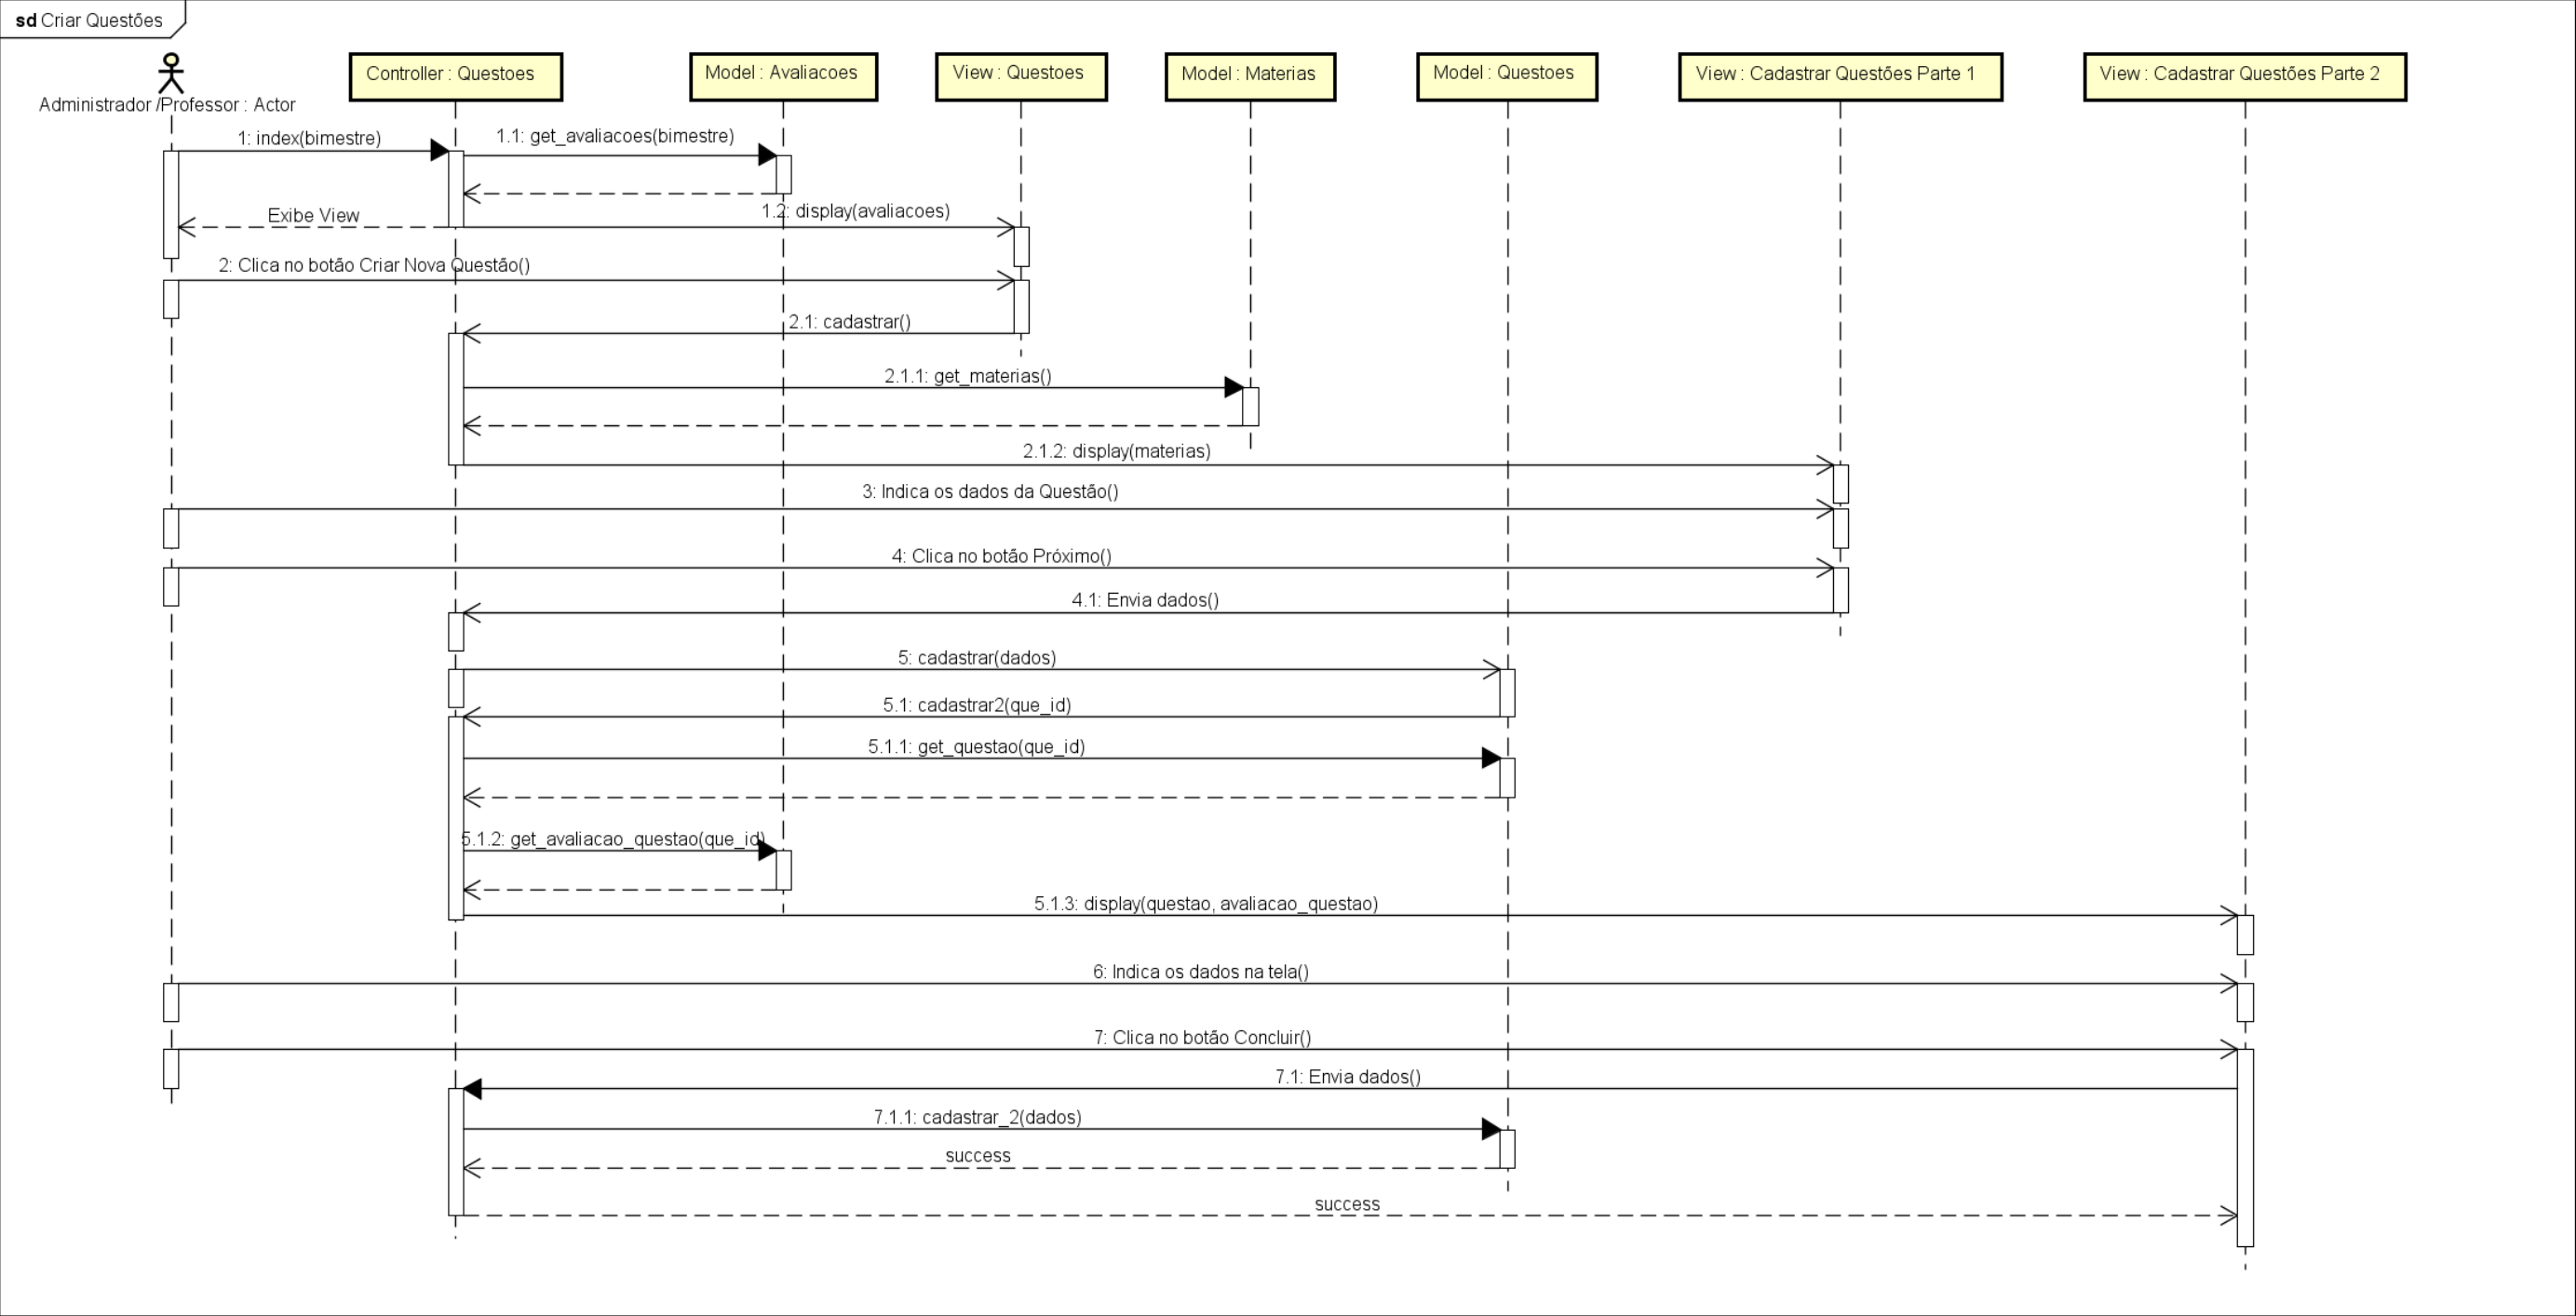 sd Criar Questões
Administrador /Professor : Actor
Controller : Questoes
Model : Avaliacoes
View : Questoes
Model : Materias
Model : Questoes
View : Cadastrar Questões Parte 1
View : Cadastrar Questões Parte 2
1: index(bimestre)
1.1: get_avaliacoes(bimestre)
Exibe View
1.2: display(avaliacoes)
2: Clica no botão Criar Nova Questão()
2.1: cadastrar()
2.1.1: get_materias()
2.1.2: display(materias)
3: Indica os dados da Questão()
4: Clica no botão Próximo()
4.1: Envia dados()
5: cadastrar(dados)
5.1: cadastrar2(que_id)
5.1.1: get_questao(que_id)
5.1.2: get_avaliacao_questao(que_id)
5.1.3: display(questao, avaliacao_questao)
6: Indica os dados na tela()
7: Clica no botão Concluir()
7.1: Envia dados()
7.1.1: cadastrar_2(dados)
success
success